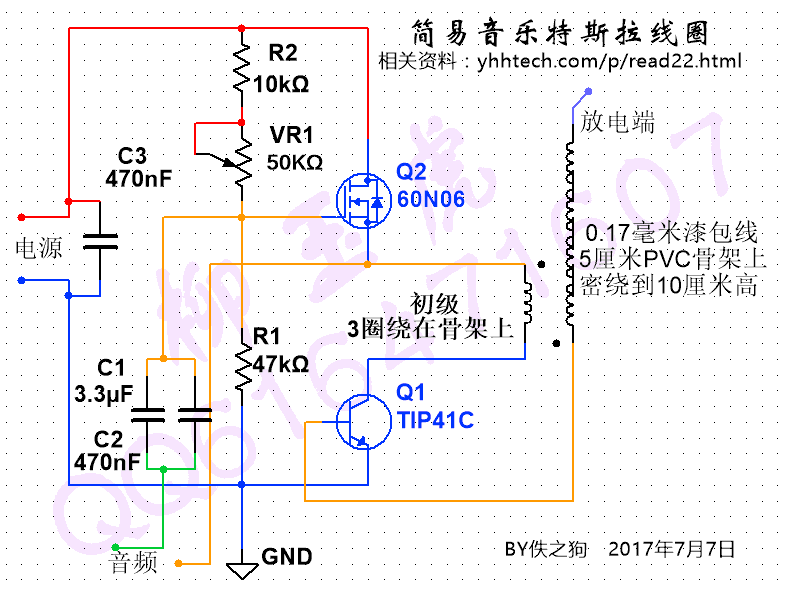 简易音乐特斯拉线圈
相关资料：yhhtech.com/p/read22.html
R2
10kΩ
放电端
VR1
50KΩ
C3
470nF
Q2
60N06
电源
0.17毫米漆包线
5厘米PVC骨架上
密绕到10厘米高
初级
3圈绕在骨架上
R1
47kΩ
C1
3.3µF
Q1
TIP41C
C2
470nF
音频
GND
BY佚之狗 2017年7月7日
柳玉虎
QQ616471607